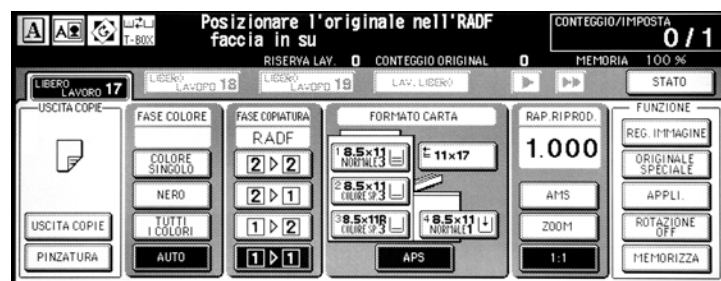 A A T-BOX
Posizionare l'originale nell'RADF
faccia in su
CONTEGGIO/IMPOSTA
0/1
RISERVA LAV. 0 CONTEGGIO ORIGINAL 0 MEMORIA 100 %
LIBERO LAVORO 17
LIBERO LAVORO 18
LIBERO LAVORO 19
LAV. LIBERO
STATO
USCITA COPIE
USCITA COPIE
PINZATURA
FASE COLORE
COLORE
SINGOLO
NERO
TUTTI
I COLORI
AUTO
FASE COPIATURA
RADF
2 ▷ 2
2 ▷ 1
1 ▷ 2
1 ▷ 1
FORMATO CARTA
1 8.5×11
NORMALE 3
11×17
2 8.5×11
COLORE SP. 3
3 8.5×11R
COLORE SP. 3
4 8.5×11
NORMALE 1
APS
RAP.RIPROD.
1.000
AMS
ZOOM
1:1
FUNZIONE
REG. IMMAGINE
ORIGINALE
SPECIALE
APPLI.
ROTAZIONE
OFF
MEMORIZZA